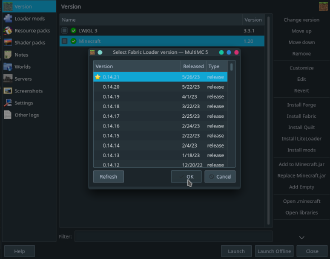 Version
Loader mods
Resource packs
Shader packs
Notes
Worlds
Servers
Screenshots
Settings
Other logs
Help
Version
Name
Version
LWJGL 3
3.3.1
Minecraft
Select Fabric Loader version — MultiMC 5
Version Released Type
0.14.21 5/26/23 release
0.14.20 5/22/23 release
0.14.19 4/1/23 release
0.14.18 3/22/23 release
0.14.17 2/25/23 release
0.14.16 2/24/23 release
0.14.15 2/22/23 release
0.14.14 2/4/23 release
0.14.13 1/18/23 release
0.14.12 12/20/22 release
Refresh
OK
Cancel
Filter:
Change version
Move up
Move down
Remove
Customize
Edit
Revert
Install Forge
Install Fabric
Install Quilt
Install LiteLoader
Install mods
Add to Minecraft.jar
Replace Minecraft.jar
Add Empty
Open .minecraft
Open libraries
Launch
Launch Offline
Close